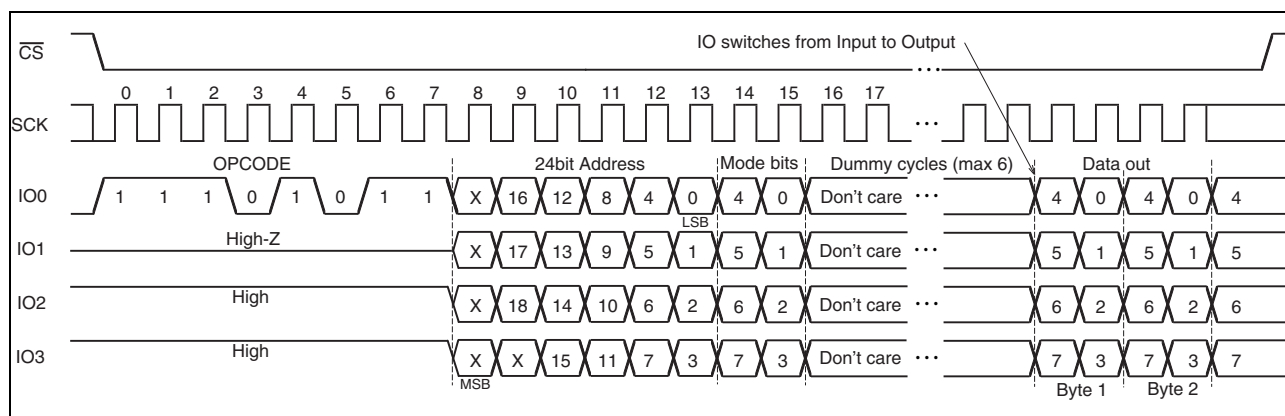 IO switches from Input to Output
CS
...
0 1 2 3 4 5 6 7 8 9 10 11 12 13 14 15 16 17
SCK
...
OPCODE 24bit Address Mode bits Dummy cycles (max 6) Data out
IO0 1 1 1 0 1 0 1 1 X 16 12 8 4 0 4 0 Don't care ... 4 0 4 0 4
LSB
High-Z
IO1 X 17 13 9 5 1 5 1 Don't care ... 5 1 5 1 5
High
IO2 X 18 14 10 6 2 6 2 Don't care ... 6 2 6 2 6
High
IO3 X X 15 11 7 3 7 3 Don't care ... 7 3 7 3 7
MSB
Byte 1 Byte 2